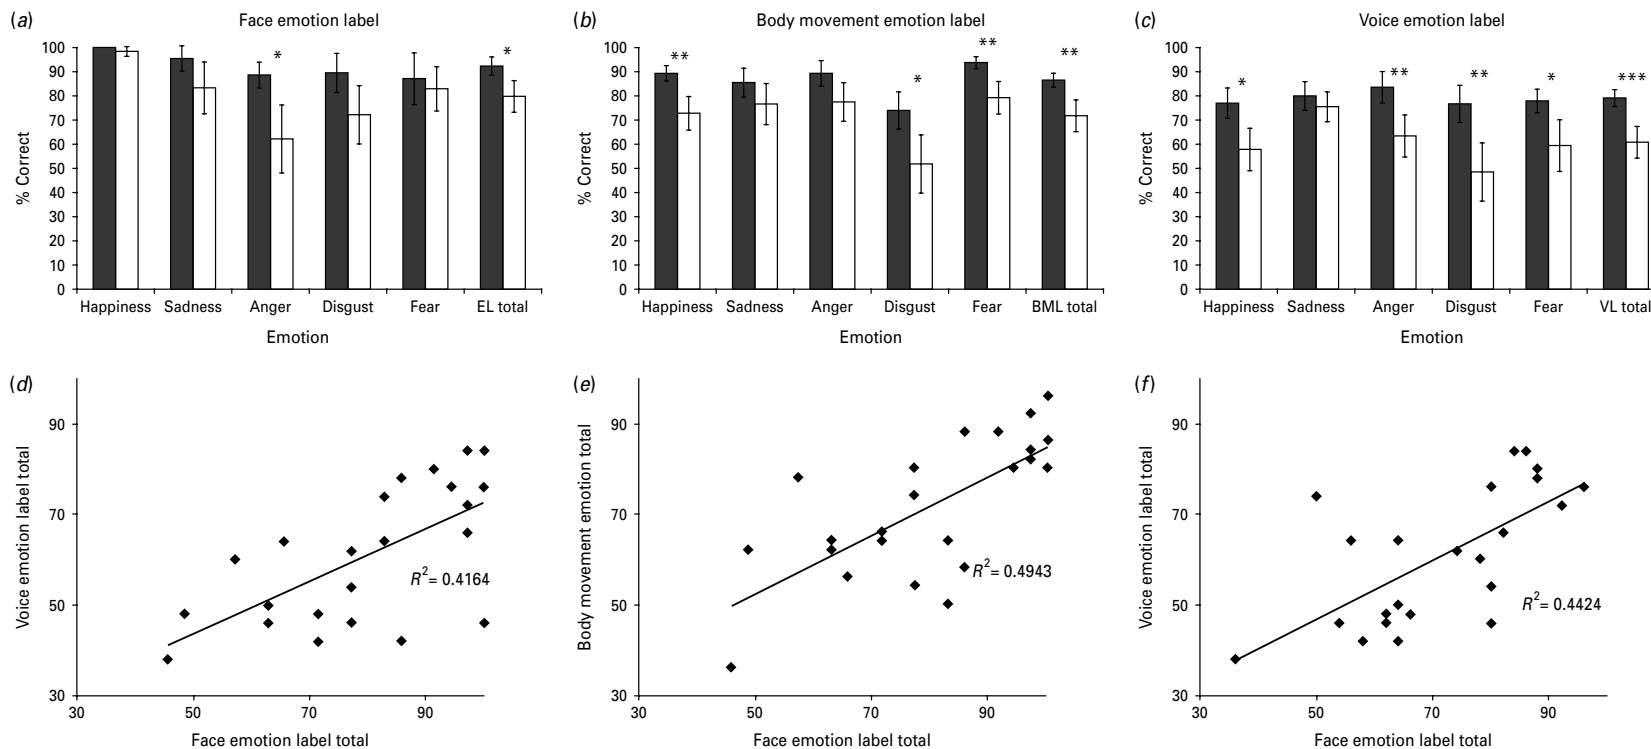 (a) Face emotion label
(b) Body movement emotion label
(c) Voice emotion label
% Correct
100
90
80
70
60
50
40
30
20
10
0
*
*
Happiness Sadness Anger Disgust Fear EL total
Emotion
% Correct
100
90
80
70
60
50
40
30
20
10
0
**
*
**
**
Happiness Sadness Anger Disgust Fear BML total
Emotion
% Correct
100
90
80
70
60
50
40
30
20
10
0
*
**
**
*
***
Happiness Sadness Anger Disgust Fear VL total
Emotion
(d)
Voice emotion label total
90
70
50
30
R2= 0.4164
30 50 70 90
Face emotion label total
(e)
Body movement emotion total
90
70
50
30
R2= 0.4943
30 50 70 90
Face emotion label total
(f)
Voice emotion label total
90
70
50
30
R2= 0.4424
30 50 70 90
Face emotion label total